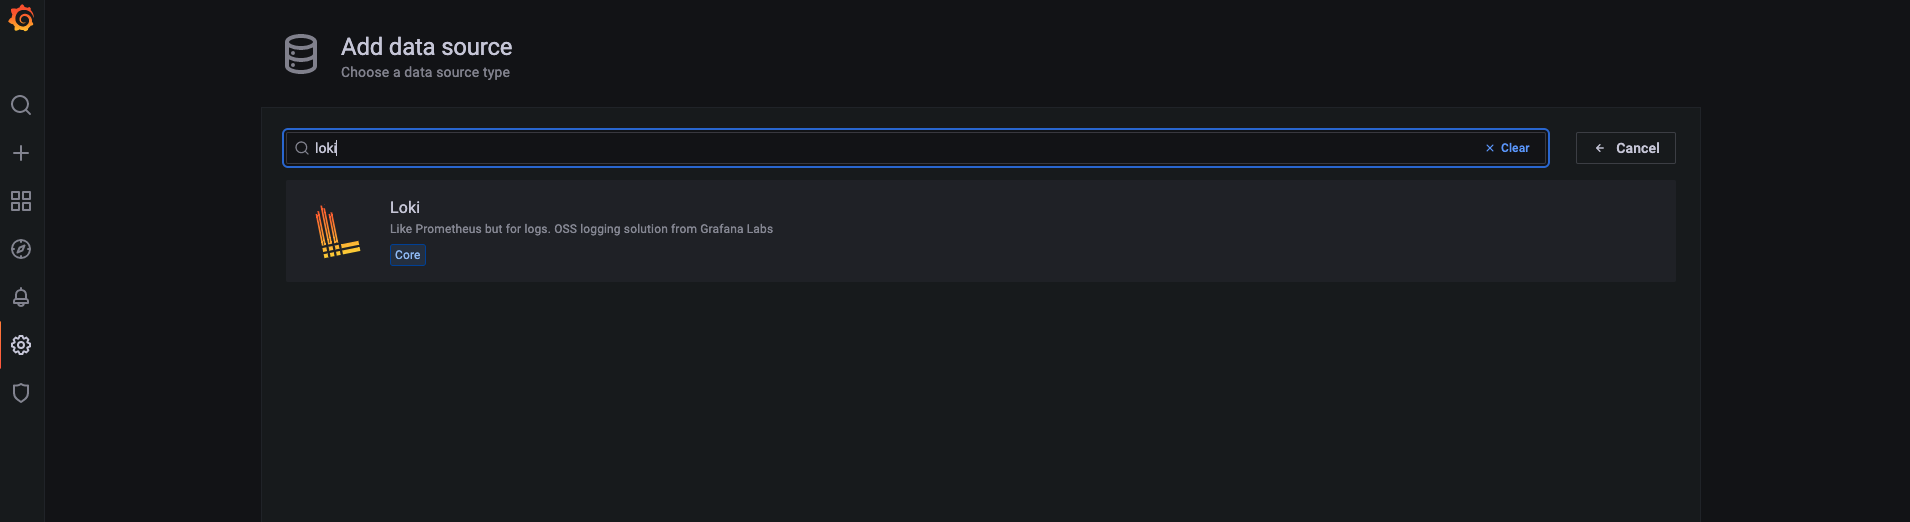 Add data source
Choose a data source type
loki
Clear
Cancel
Loki
Like Prometheus but for logs. OSS logging solution from Grafana Labs
Core